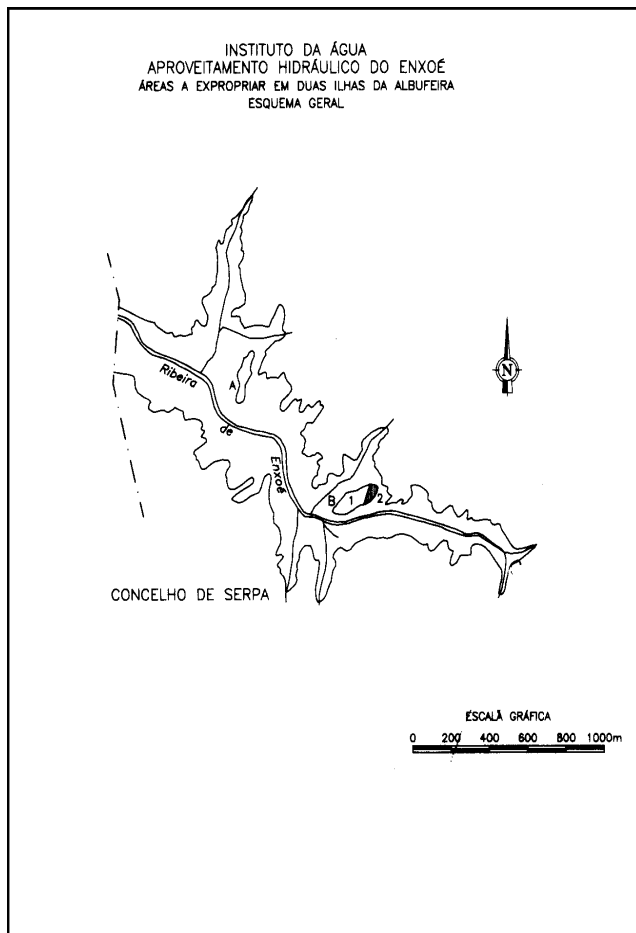 INSTITUTO DA ÁGUA
APROVEITAMENTO HIDRÁULICO DO ENXOÉ
ÁREAS A EXPROPRIAR EM DUAS ILHAS DA ALBUFEIRA
ESQUEMA GERAL
N
Ribeira
A
de
Enxoé
B 1 2
CONCELHO DE SERPA
ESCALA GRÁFICA
0 200 400 600 800 1000m